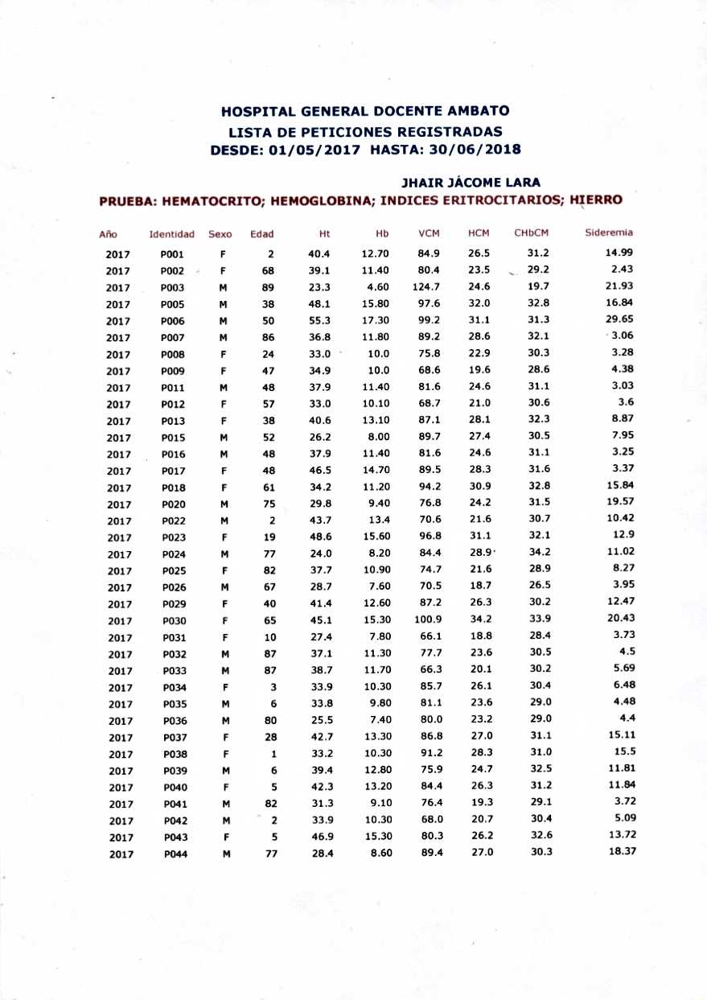 HOSPITAL GENERAL DOCENTE AMBATO
LISTA DE PETICIONES REGISTRADAS
DESDE: 01/05/2017 HASTA: 30/06/2018
JHAIR JÁCOME LARA
PRUEBA: HEMATOCRITO; HEMOGLOBINA; INDICES ERITROCITARIOS; HIERRO
Año Identidad Sexo Edad Ht Hb VCM HCM CHbCM Sideremia
2017 P001 F 2 40.4 12.70 84.9 26.5 31.2 14.99
2017 P002 F 68 39.1 11.40 80.4 23.5 29.2 2.43
2017 P003 M 89 23.3 4.60 124.7 24.6 19.7 21.93
2017 P005 M 38 48.1 15.80 97.6 32.0 32.8 16.84
2017 P006 M 50 55.3 17.30 99.2 31.1 31.3 29.65
2017 P007 M 86 36.8 11.80 89.2 28.6 32.1 3.06
2017 P008 F 24 33.0 10.0 75.8 22.9 30.3 3.28
2017 P009 F 47 34.9 10.0 68.6 19.6 28.6 4.38
2017 P011 M 48 37.9 11.40 81.6 24.6 31.1 3.03
2017 P012 F 57 33.0 10.10 68.7 21.0 30.6 3.6
2017 P013 F 38 40.6 13.10 87.1 28.1 32.3 8.87
2017 P015 M 52 26.2 8.00 89.7 27.4 30.5 7.95
2017 P016 M 48 37.9 11.40 81.6 24.6 31.1 3.25
2017 P017 F 48 46.5 14.70 89.5 28.3 31.6 3.37
2017 P018 F 61 34.2 11.20 94.2 30.9 32.8 15.84
2017 P020 M 75 29.8 9.40 76.8 24.2 31.5 19.57
2017 P022 M 2 43.7 13.4 70.6 21.6 30.7 10.42
2017 P023 F 19 48.6 15.60 96.8 31.1 32.1 12.9
2017 P024 M 77 24.0 8.20 84.4 28.9 34.2 11.02
2017 P025 F 82 37.7 10.90 74.7 21.6 28.9 8.27
2017 P026 M 67 28.7 7.60 70.5 18.7 26.5 3.95
2017 P029 F 40 41.4 12.60 87.2 26.3 30.2 12.47
2017 P030 F 65 45.1 15.30 100.9 34.2 33.9 20.43
2017 P031 F 10 27.4 7.80 66.1 18.8 28.4 3.73
2017 P032 M 87 37.1 11.30 77.7 23.6 30.5 4.5
2017 P033 M 87 38.7 11.70 66.3 20.1 30.2 5.69
2017 P034 F 3 33.9 10.30 85.7 26.1 30.4 6.48
2017 P035 M 6 33.8 9.80 81.1 23.6 29.0 4.48
2017 P036 M 80 25.5 7.40 80.0 23.2 29.0 4.4
2017 P037 F 28 42.7 13.30 86.8 27.0 31.1 15.11
2017 P038 F 1 33.2 10.30 91.2 28.3 31.0 15.5
2017 P039 M 6 39.4 12.80 75.9 24.7 32.5 11.81
2017 P040 F 5 42.3 13.20 84.4 26.3 31.2 11.84
2017 P041 M 82 31.3 9.10 76.4 19.3 29.1 3.72
2017 P042 M 2 33.9 10.30 68.0 20.7 30.4 5.09
2017 P043 F 5 46.9 15.30 80.3 26.2 32.6 13.72
2017 P044 M 77 28.4 8.60 89.4 27.0 30.3 18.37